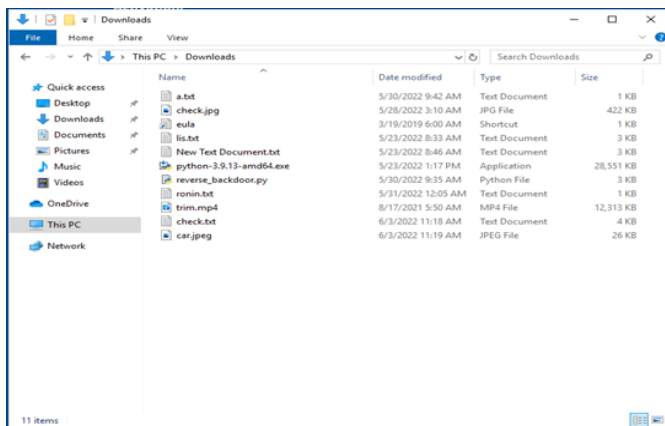 Downloads
File Home Share View
This PC > Downloads
Search Downloads
Name Date modified Type Size
Quick access
Desktop
Downloads
Documents
Pictures
Music
Videos
OneDrive
This PC
Network
a.txt 5/30/2022 9:42 AM Text Document 1 KB
check.jpg 5/28/2022 3:10 AM JPG File 422 KB
eula 3/19/2019 6:00 AM Shortcut 1 KB
lis.txt 5/23/2022 8:33 AM Text Document 3 KB
New Text Document.txt 5/23/2022 8:46 AM Text Document 3 KB
python-3.9.13-amd64.exe 5/23/2022 1:17 PM Application 28,551 KB
reverse_backdoor.py 5/30/2022 9:35 AM Python File 3 KB
ronin.txt 5/31/2022 12:05 AM Text Document 1 KB
trim.mp4 8/17/2021 5:50 AM MP4 File 12,313 KB
check.txt 6/3/2022 11:18 AM Text Document 4 KB
car.jpeg 6/3/2022 11:19 AM JPEG File 26 KB
11 items